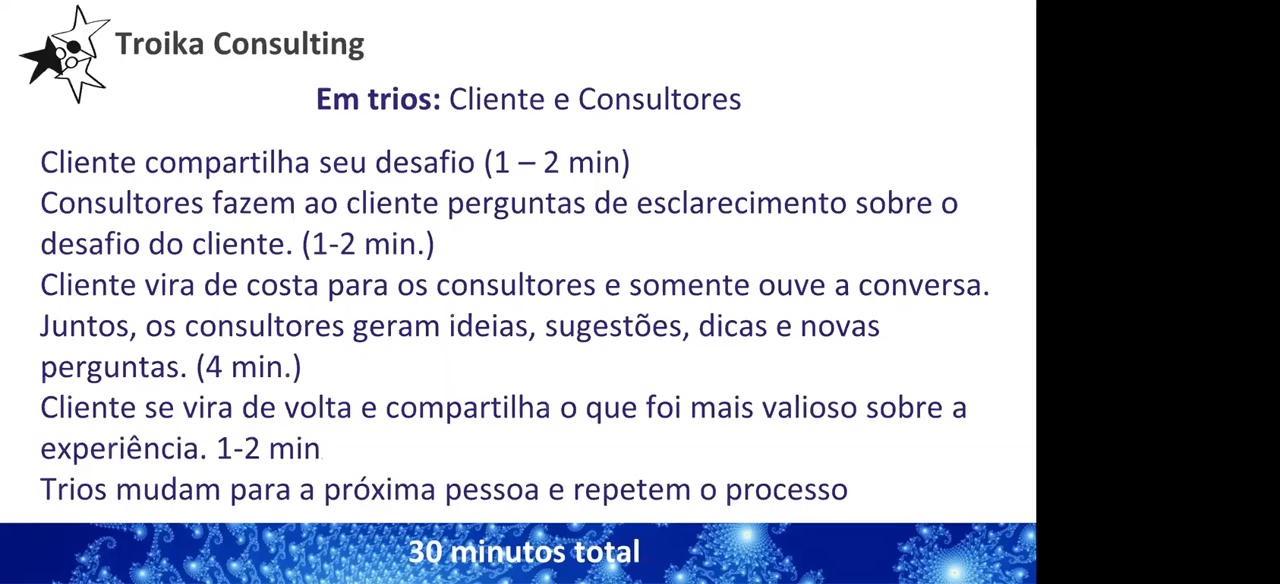 Troika Consulting
Em trios: Cliente e Consultores
Cliente compartilha seu desafio (1 – 2 min)
Consultores fazem ao cliente perguntas de esclarecimento sobre o
desafio do cliente. (1-2 min.)
Cliente vira de costa para os consultores e somente ouve a conversa.
Juntos, os consultores geram ideias, sugestões, dicas e novas
perguntas. (4 min.)
Cliente se vira de volta e compartilha o que foi mais valioso sobre a
experiência. 1-2 min
Trios mudam para a próxima pessoa e repetem o processo
30 minutos total